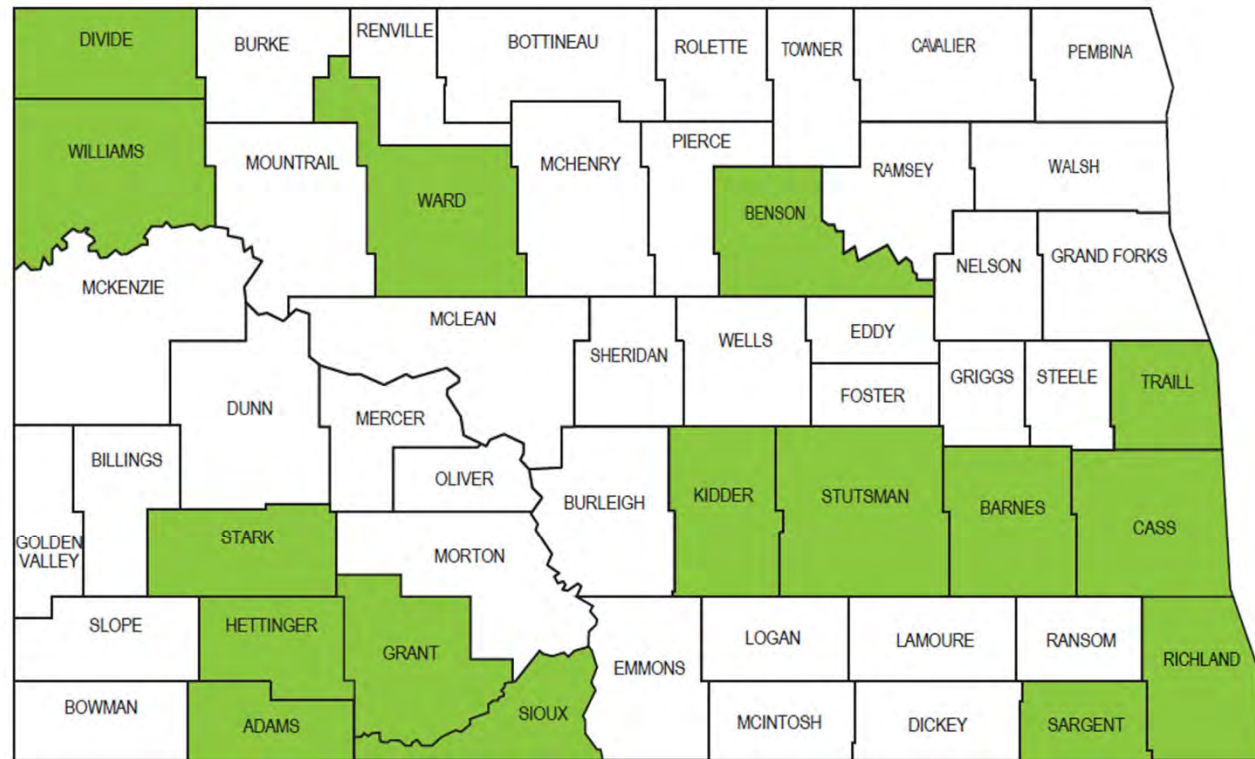 DIVIDE
BURKE
RENVILLE
BOTTINEAU
ROLETTE
TOWNER
CAVALIER
PEMBINA
WILLIAMS
MOUNTRAIL
WARD
MCHENRY
PIERCE
BENSON
RAMSEY
WALSH
MCKENZIE
NELSON
GRAND FORKS
MCLEAN
SHERIDAN
WELLS
EDDY
FOSTER
GRIGGS
STEELE
TRAILL
DUNN
MERCER
OLIVER
BILLINGS
GOLDEN
VALLEY
STARK
MORTON
BURLEIGH
KIDDER
STUTSMAN
BARNES
CASS
SLOPE
HETTINGER
GRANT
EMMONS
LOGAN
LAMOURE
RANSOM
RICHLAND
BOWMAN
ADAMS
SIOUX
MCINTOSH
DICKEY
SARGENT